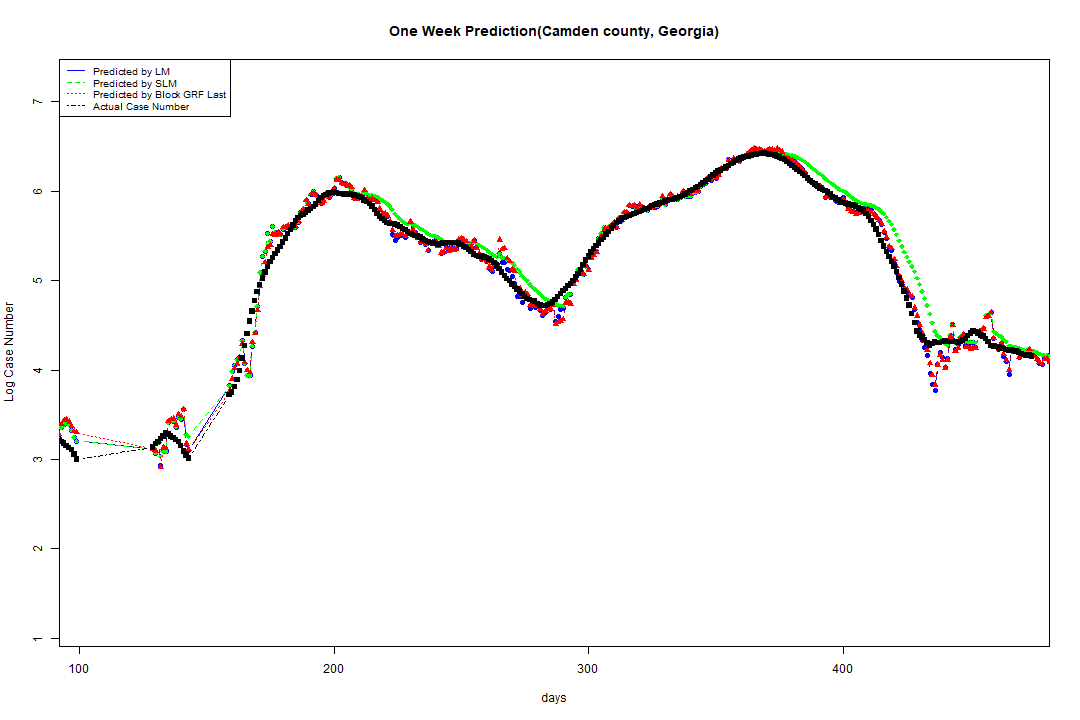 One Week Prediction(Camden county, Georgia)
Predicted by LM
Predicted by SLM
Predicted by Block GRF Last
Actual Case Number
7
6
5
4
3
2
1
Log Case Number
100 200 300 400
days